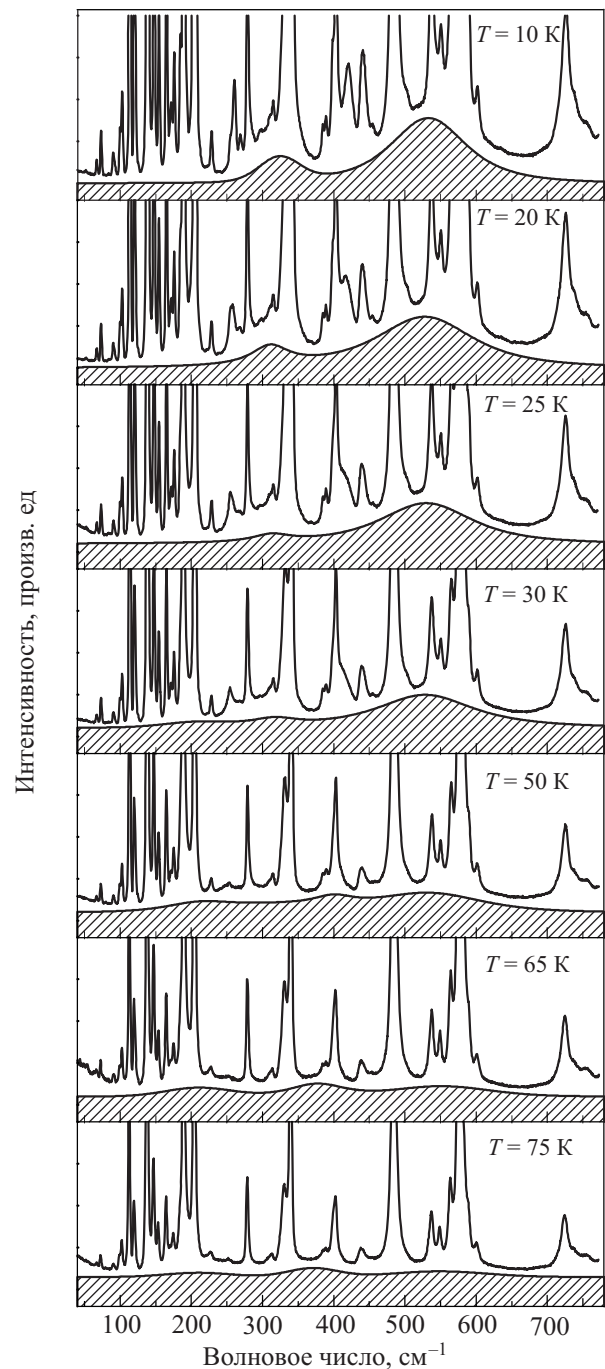 T = 10 К
T = 20 К
T = 25 К
T = 30 К
T = 50 К
T = 65 К
T = 75 К
Интенсивность, произв. ед
100 200 300 400 500 600 700
Волновое число, см⁻¹